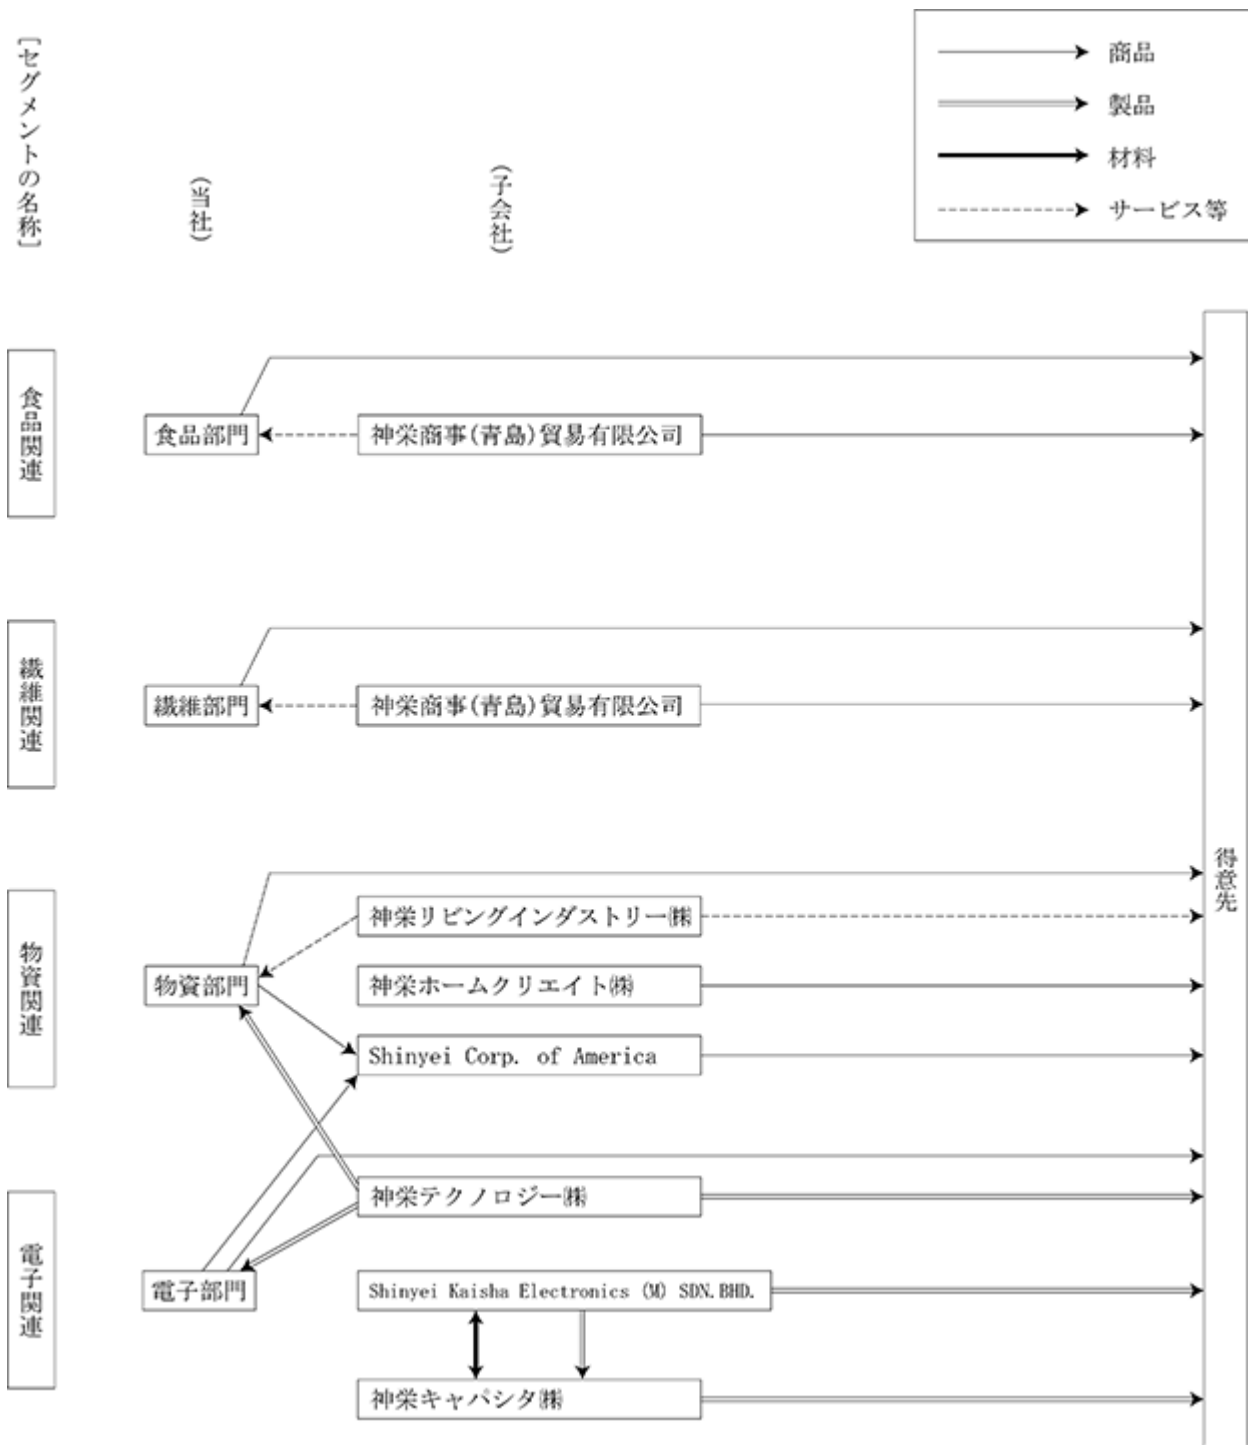 [セグメントの名称]
(当社)
(子会社)
商品
製品
材料
サービス等
食品関連
食品部門
神栄商事(青島)貿易有限公司
繊維関連
繊維部門
神栄商事(青島)貿易有限公司
得意先
物資関連
神栄リビングインダストリー㈱
物資部門
神栄ホームクリエイト㈱
Shinyei Corp. of America
電子関連
神栄テクノロジー㈱
電子部門
Shinyei Kaisha Electronics (M) SDN.BHD.
神栄キャパシタ㈱